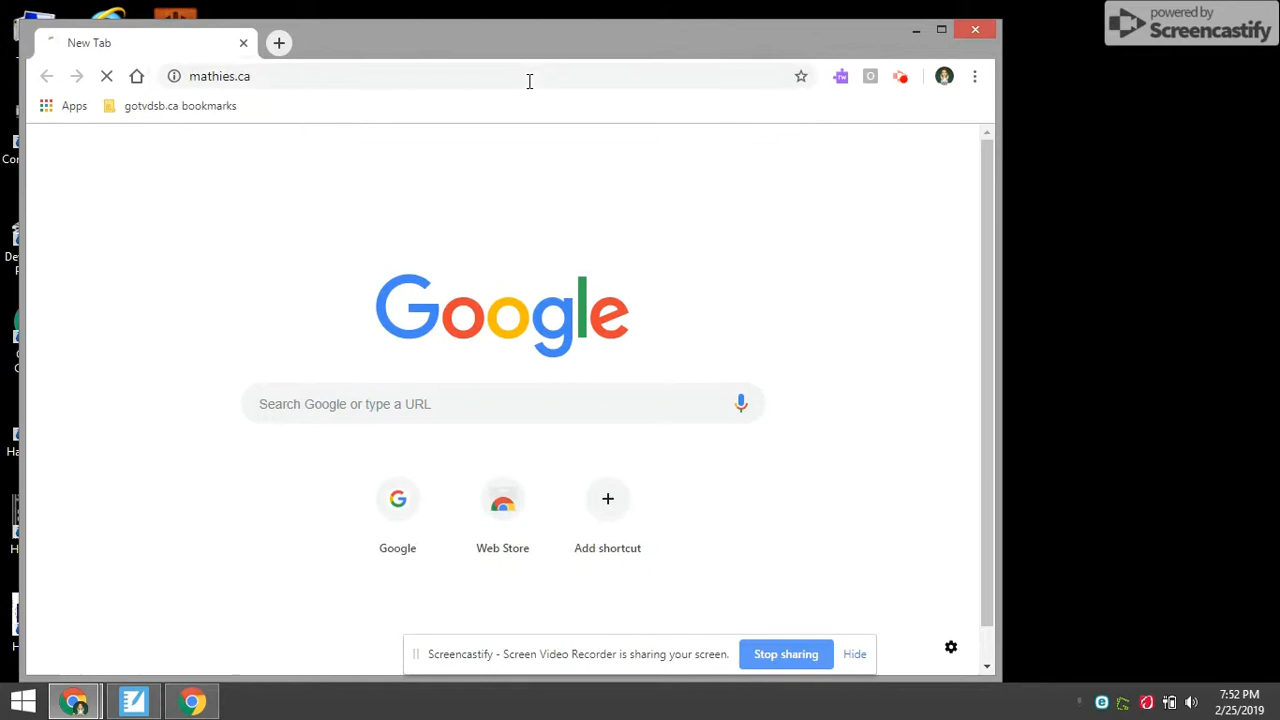 powered by
Screencastify
New Tab
mathies.ca
Apps
gotvdsb.ca bookmarks
Google
Search Google or type a URL
Google
Web Store
Add shortcut
Screencastify - Screen Video Recorder is sharing your screen.
Stop sharing
Hide
7:52 PM
2/25/2019